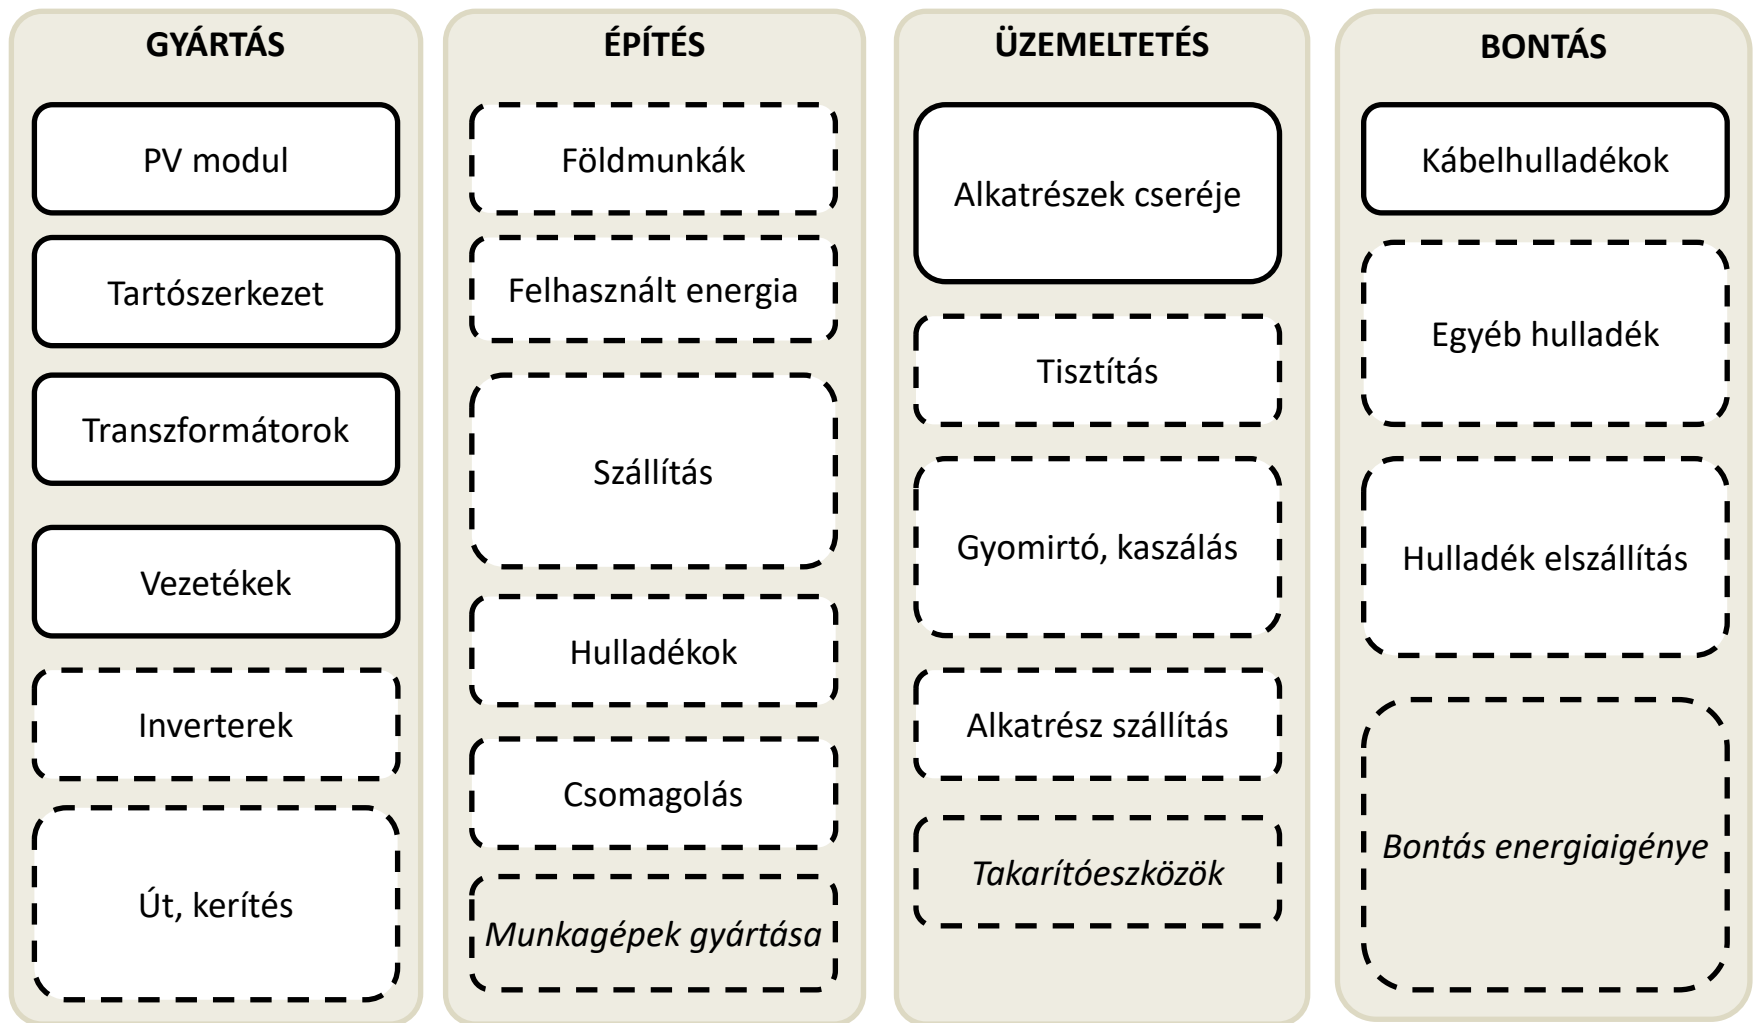 GYÁRTÁS
PV modul
Tartószerkezet
Transzformátorok
Vezetékek
Inverterek
Út, kerítés
ÉPÍTÉS
Földmunkák
Felhasznált energia
Szállítás
Hulladékok
Csomagolás
Munkagépek gyártása
ÜZEMELTETÉS
Alkatrészek cseréje
Tisztítás
Gyomirtó, kaszálás
Alkatrész szállítás
Takarítóeszközök
BONTÁS
Kábelhulladékok
Egyéb hulladék
Hulladék elszállítás
Bontás energiaigénye